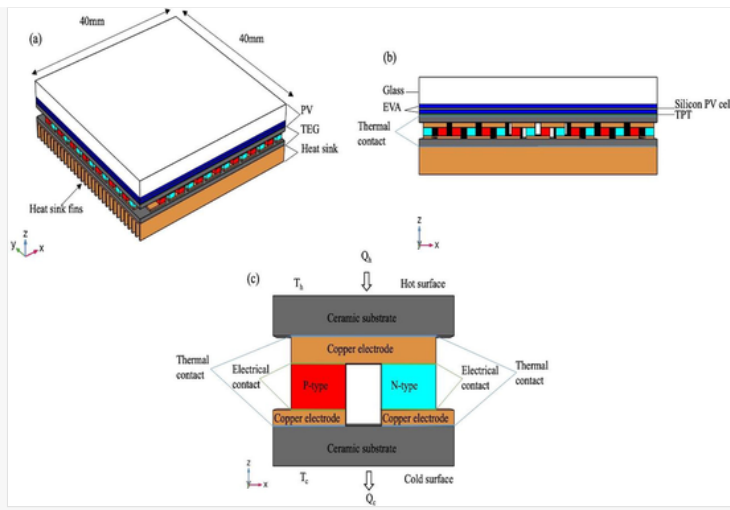 (a)
40mm
40mm
PV
TEG
Heat sink
Heat sink fins
z
y
x
(b)
Glass
EVA
Thermal
contact
Silicon PV cel
TPT
z
y
x
(c)
Qh
Th
Hot surface
Ceramic substrate
Copper electrode
Thermal
contact
Electrical
contact
P-type
N-type
Electrical
contact
Thermal
contact
Copper electrode
Copper electrode
Ceramic substrate
z
y
x
Tc
Cold surface
Qc